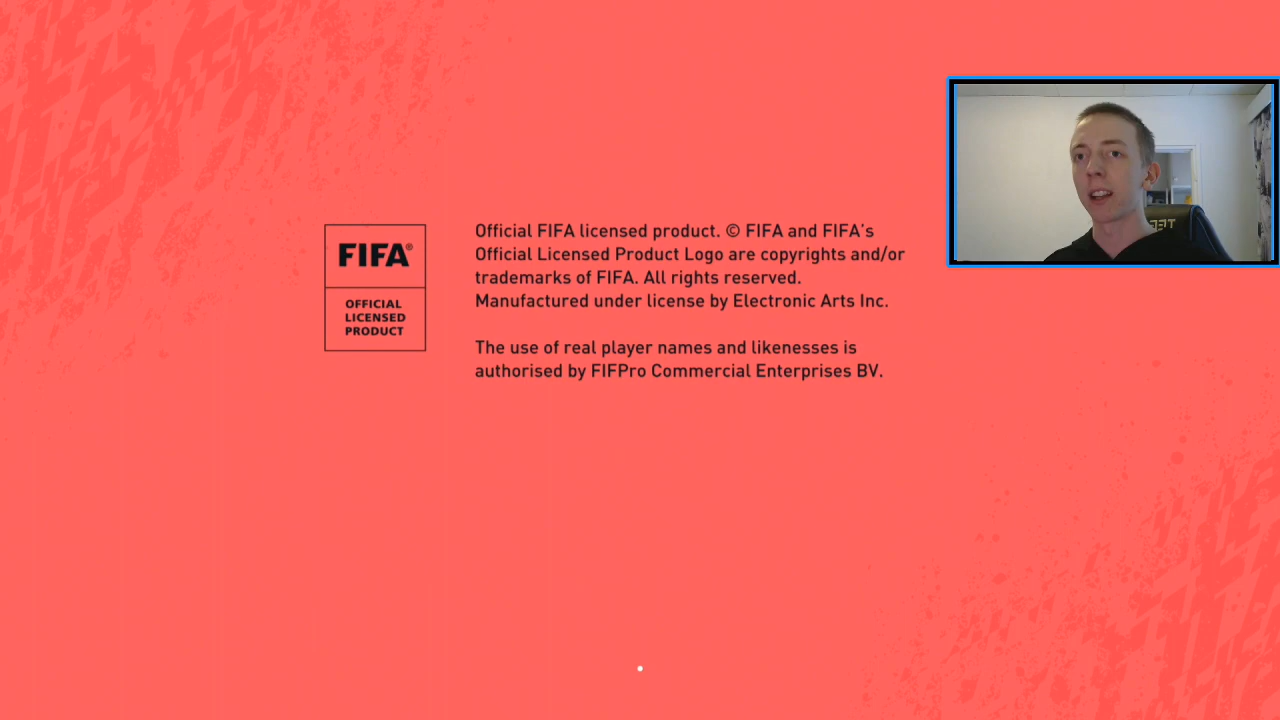 FIFA®
OFFICIAL
LICENSED
PRODUCT
Official FIFA licensed product. © FIFA and FIFA's
Official Licensed Product Logo are copyrights and/or
trademarks of FIFA. All rights reserved.
Manufactured under license by Electronic Arts Inc.
The use of real player names and likenesses is
authorised by FIFPro Commercial Enterprises BV.